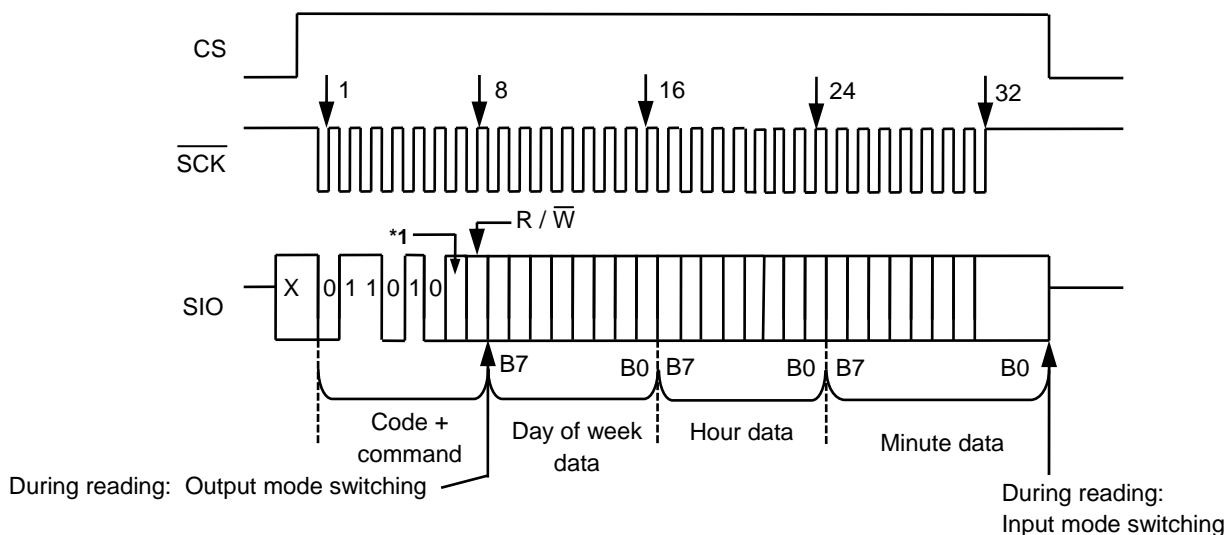 CS
1 8 16 24 32
S̅C̅K̅
R / W̅
*1
SIO
X 0 1 1 0 1 0
B7 B0 B7 B0 B7 B0
Code +
command
Day of week
data
Hour data
Minute data
During reading: Output mode switching
During reading:
Input mode switching